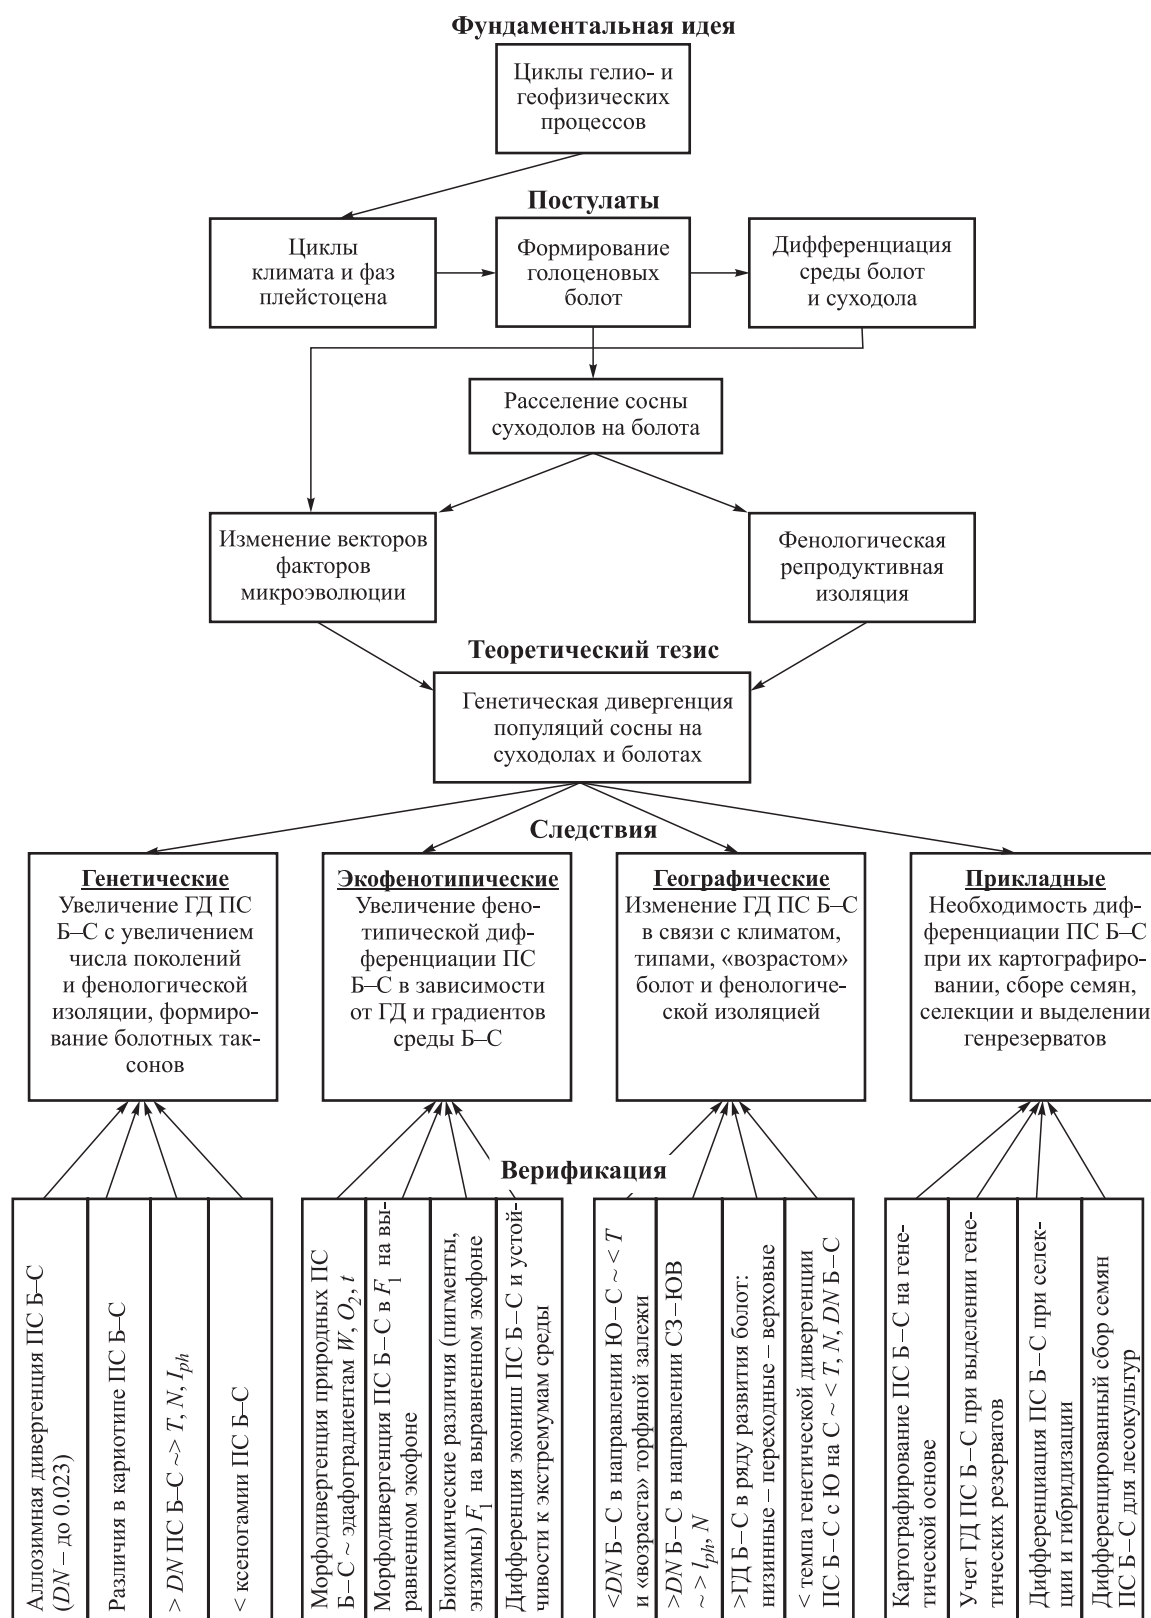 Фундаментальная идея
Циклы гелио- и
геофизических
процессов
Постулаты
Циклы
климата и фаз
плейстоцена
Формирование
голоценовых
болот
Дифференциация
среды болот
и суходола
Расселение сосны
суходолов на болота
Изменение векторов
факторов
микроэволюции
Фенологическая
репродуктивная
изоляция
Теоретический тезис
Генетическая дивергенция
популяций сосны на
суходолах и болотах
Следствия
Генетические
Увеличение ГД ПС
Б–С с увеличением
числа поколений
и фенологической
изоляции, формиро-
вание болотных так-
сонов
Экофенотипические
Увеличение фено-
типической диф-
ференциации ПС
Б–С в зависимости
от ГД и градиентов
среды Б–С
Географические
Изменение ГД ПС Б–С
в связи с климатом,
типами, «возрастом»
болот и фенологиче-
ской изоляцией
Прикладные
Необходимость диф-
ференциации ПС Б–С
при их картографиро-
вании, сборе семян,
селекции и выделении
генрезерватов
Верификация
Аллозимная дивергенция ПС Б–С
(DN – до 0.023)
Различия в кариотипе ПС Б–С
> DN ПС Б–С ~> T, N, I_ph
< ксеногамии ПС Б–С
Морфодивергенция природных ПС
Б–С ~ эдафоградиентам W, O₂, t
Морфодивергенция ПС Б–С в F₁ на вы-
равненном экофоне
Биохимические различия (пигменты,
энзимы) F₁ на выравненном экофоне
Дифференция экониш ПС Б–С и устой-
чивости к экстремумам среды
<DN Б–С в направлении Ю–С ~ < T
и «возраста» торфяной залежи
>DN Б–С в направлении СЗ–ЮВ
~ > l_ph, N
>ГД Б–С в ряду развития болот:
низинные – переходные – верховые
< темпа генетической дивергенции
ПС Б–С с Ю на С ~ < T, N, DN Б–С
Картографирование ПС Б–С на гене-
тической основе
Учет ГД ПС Б–С при выделении гене-
тических резерватов
Дифференциация ПС Б–С при селек-
ции и гибридизации
Дифференцированный сбор семян
ПС Б–С для лесокультур